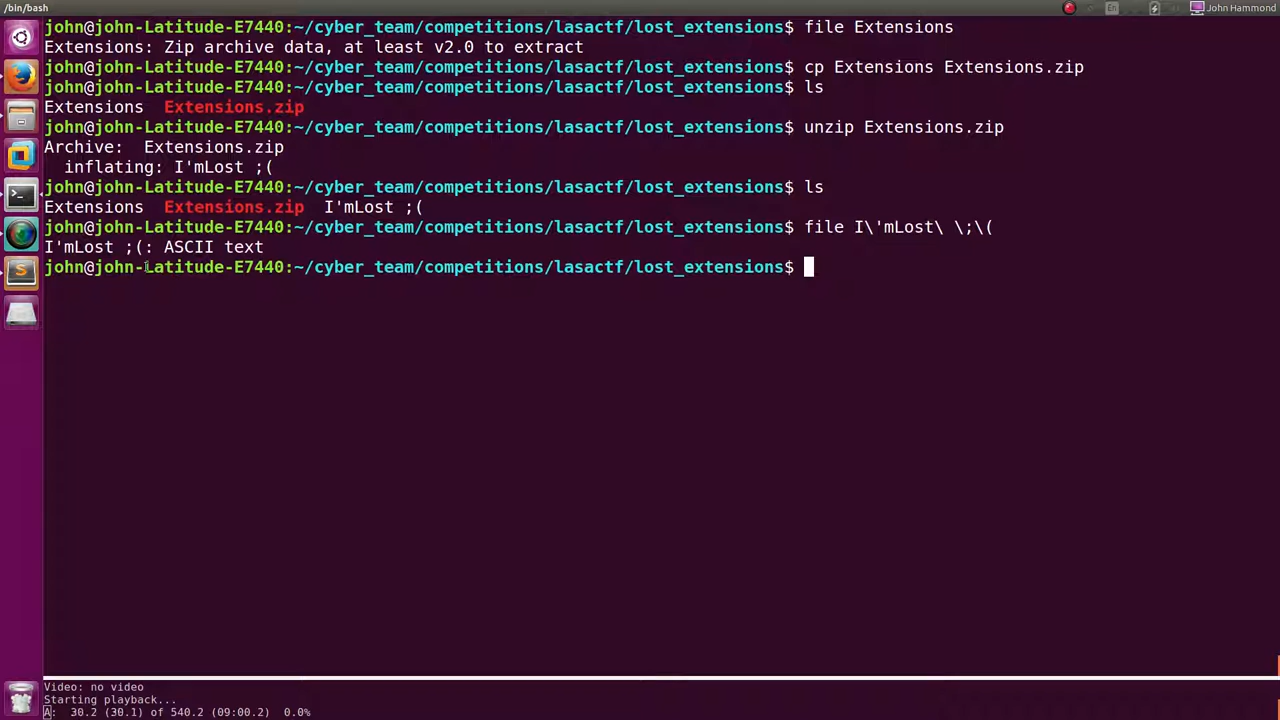 /bin/bash
En
John Hammond
john@john-Latitude-E7440:~/cyber_team/competitions/lasactf/lost_extensions$ file Extensions
Extensions: Zip archive data, at least v2.0 to extract
john@john-Latitude-E7440:~/cyber_team/competitions/lasactf/lost_extensions$ cp Extensions Extensions.zip
john@john-Latitude-E7440:~/cyber_team/competitions/lasactf/lost_extensions$ ls
Extensions  Extensions.zip
john@john-Latitude-E7440:~/cyber_team/competitions/lasactf/lost_extensions$ unzip Extensions.zip
Archive:  Extensions.zip
  inflating: I'mLost ;(
john@john-Latitude-E7440:~/cyber_team/competitions/lasactf/lost_extensions$ ls
Extensions  Extensions.zip  I'mLost ;(
john@john-Latitude-E7440:~/cyber_team/competitions/lasactf/lost_extensions$ file I\'mLost\ \;\(
I'mLost ;(: ASCII text
john@john-Latitude-E7440:~/cyber_team/competitions/lasactf/lost_extensions$
Video: no video
Starting playback...
A:  30.2 (30.1) of 540.2 (09:00.2)  0.0%